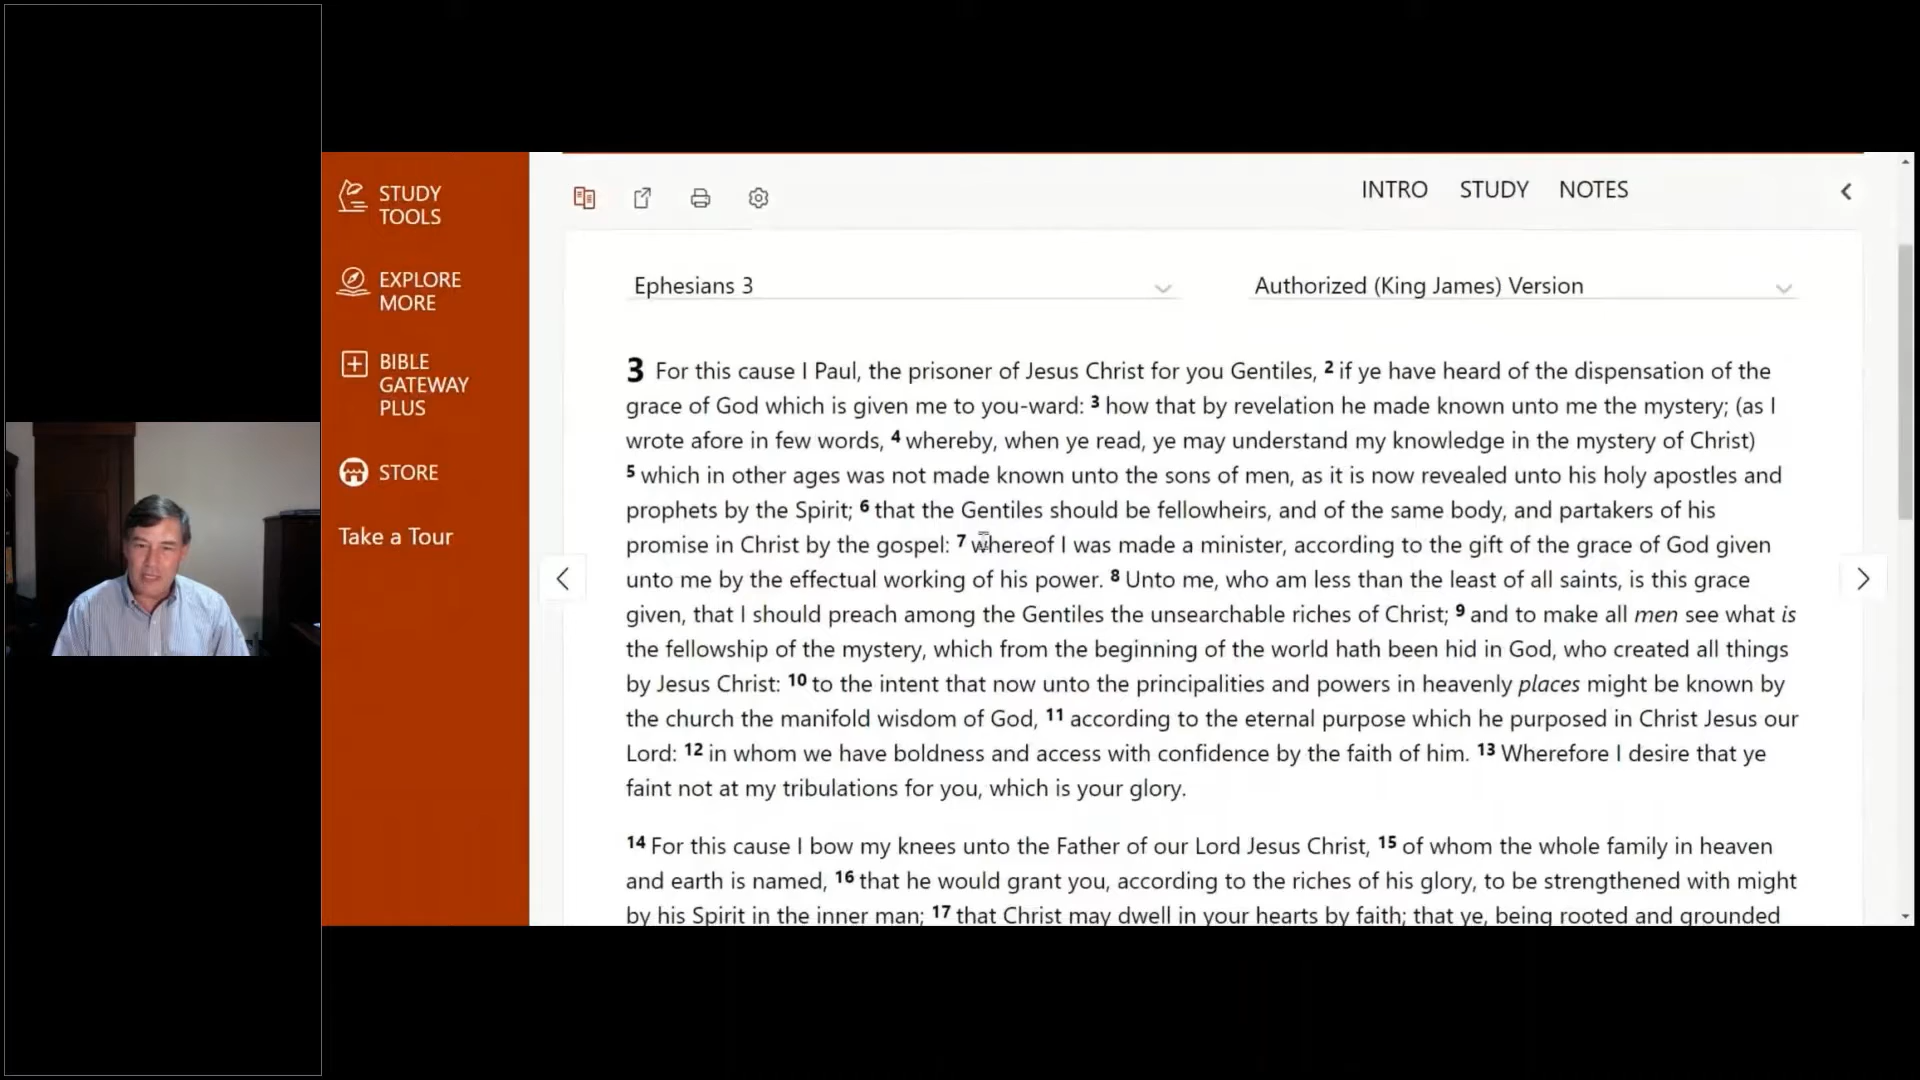 STUDY
TOOLS
EXPLORE
MORE
BIBLE
GATEWAY
PLUS
STORE
Take a Tour
INTRO STUDY NOTES
Ephesians 3 Authorized (King James) Version
3 For this cause I Paul, the prisoner of Jesus Christ for you Gentiles, 2 if ye have heard of the dispensation of the
grace of God which is given me to you-ward: 3 how that by revelation he made known unto me the mystery; (as I
wrote afore in few words, 4 whereby, when ye read, ye may understand my knowledge in the mystery of Christ)
5 which in other ages was not made known unto the sons of men, as it is now revealed unto his holy apostles and
prophets by the Spirit; 6 that the Gentiles should be fellowheirs, and of the same body, and partakers of his
promise in Christ by the gospel: 7 whereof I was made a minister, according to the gift of the grace of God given
unto me by the effectual working of his power. 8 Unto me, who am less than the least of all saints, is this grace
given, that I should preach among the Gentiles the unsearchable riches of Christ; 9 and to make all men see what is
the fellowship of the mystery, which from the beginning of the world hath been hid in God, who created all things
by Jesus Christ: 10 to the intent that now unto the principalities and powers in heavenly places might be known by
the church the manifold wisdom of God, 11 according to the eternal purpose which he purposed in Christ Jesus our
Lord: 12 in whom we have boldness and access with confidence by the faith of him. 13 Wherefore I desire that ye
faint not at my tribulations for you, which is your glory.
14 For this cause I bow my knees unto the Father of our Lord Jesus Christ, 15 of whom the whole family in heaven
and earth is named, 16 that he would grant you, according to the riches of his glory, to be strengthened with might
by his Spirit in the inner man; 17 that Christ may dwell in your hearts by faith; that ye, being rooted and grounded